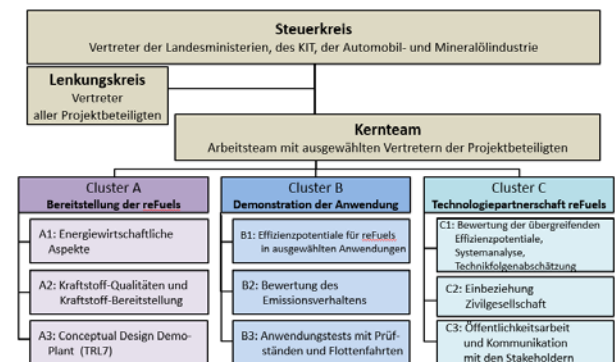 Steuerkreis
Vertreter der Landesministerien, des KIT, der Automobil- und Mineralölindustrie
Lenkungskreis
Vertreter
aller Projektbeteiligten
Kernteam
Arbeitsteam mit ausgewählten Vertretern der Projektbeteiligten
Cluster A
Bereitstellung der reFuels
A1: Energiewirtschaftliche
Aspekte
A2: Kraftstoff-Qualitäten und
Kraftstoff-Bereitstellung
A3: Conceptual Design Demo-
Plant (TRL7)
Cluster B
Demonstration der Anwendung
B1: Effizienzpotentiale für reFuels
in ausgewählten Anwendungen
B2: Bewertung des
Emissionsverhaltens
B3: Anwendungstests mit Prüf-
ständen und Flottenfahrten
Cluster C
Technologiepartnerschaft reFuels
C1: Bewertung der übergreifenden
Effizienzpotentiale,
Systemanalyse,
Technikfolgenabschätzung
C2: Einbeziehung
Zivilgesellschaft
C3: Öffentlichkeitsarbeit
und Kommunikation
mit den Stakeholdern